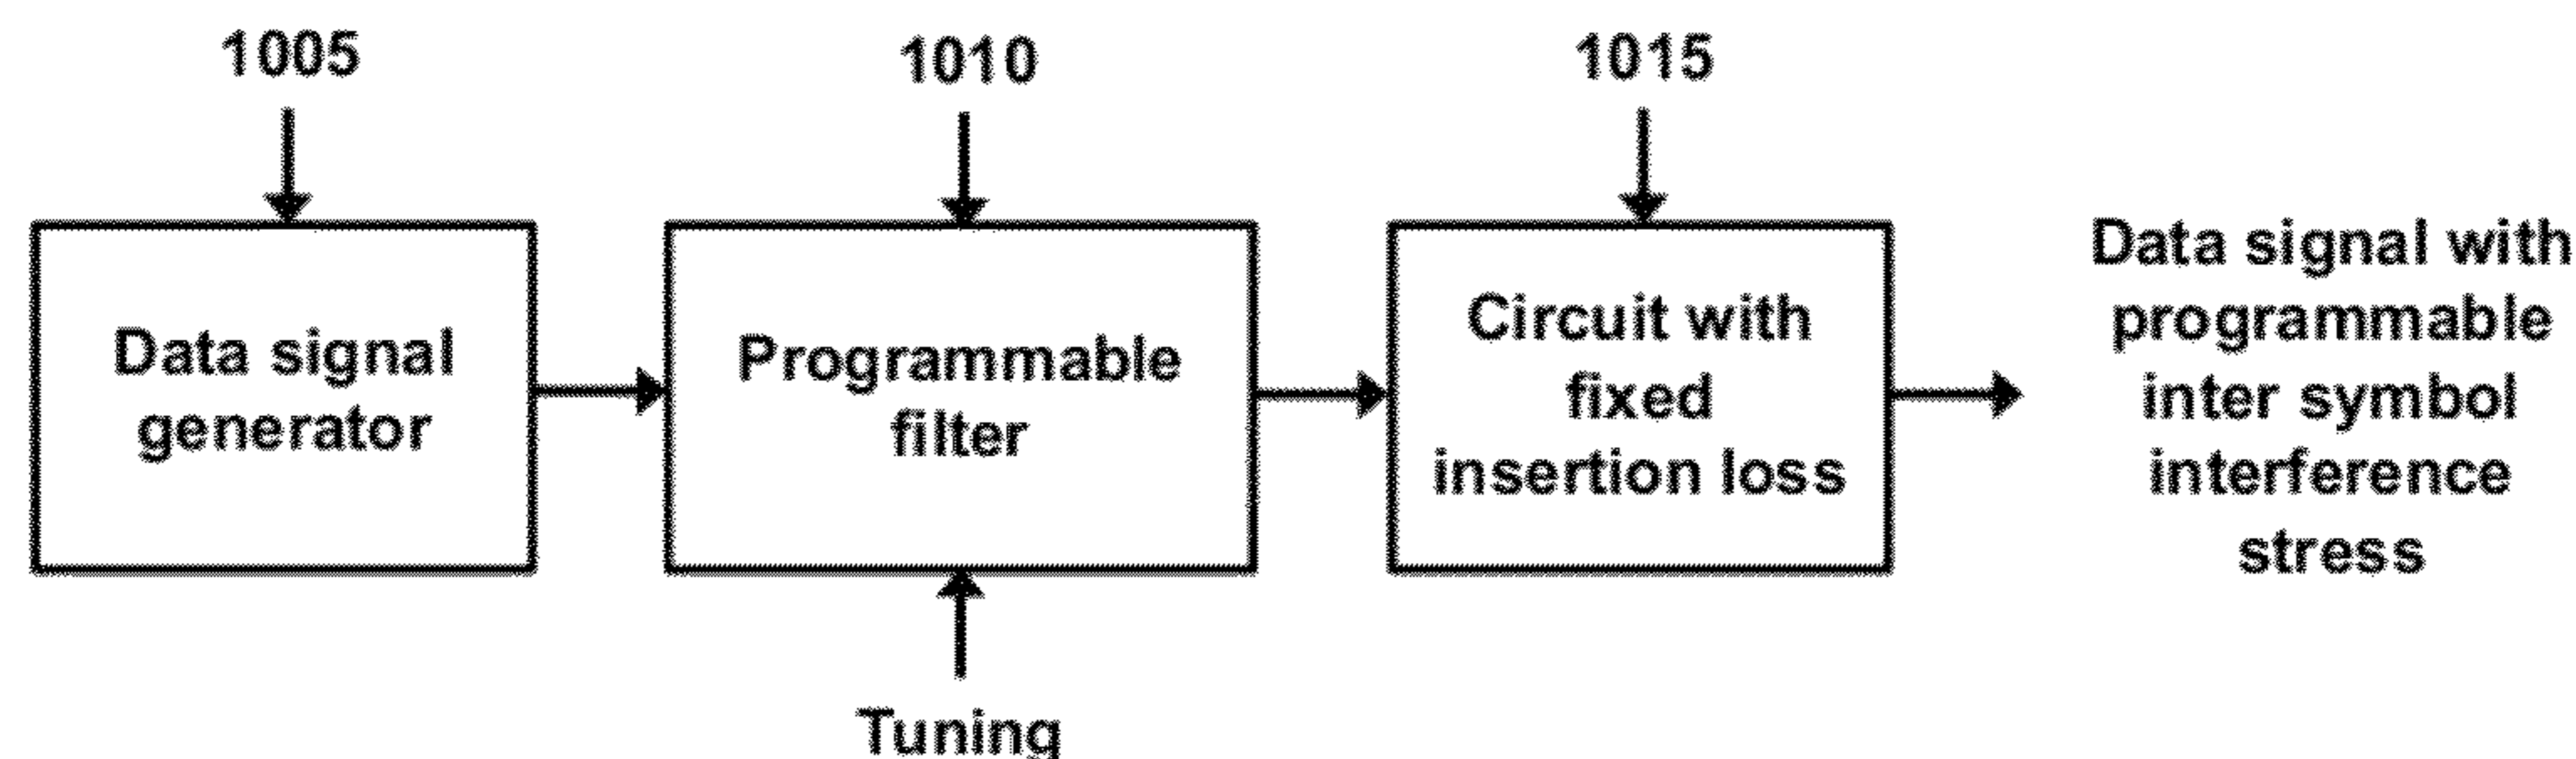 1005
1010
1015
Data signal
generator
Programmable
filter
Circuit with
fixed
insertion loss
Data signal with
programmable
inter symbol
interference
stress
Tuning